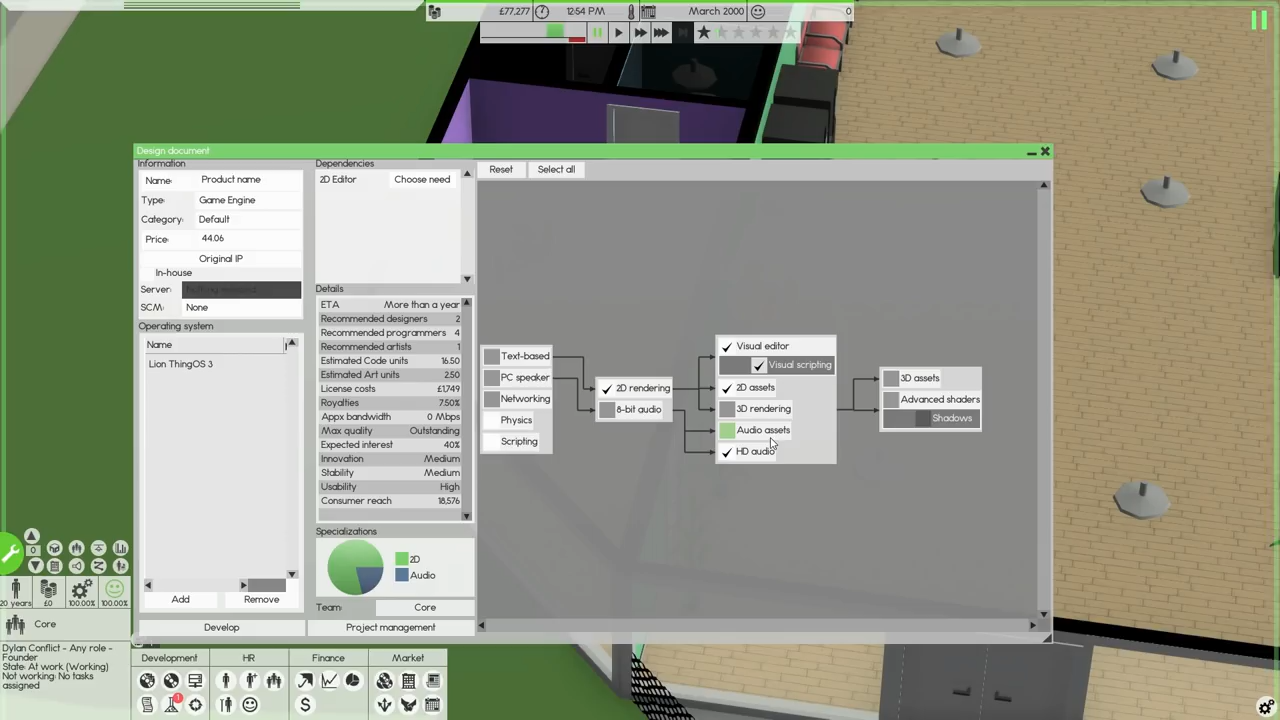 £77,277
12:54 PM
March 2000
0
Design document
Information
Name:
Product name
Type:
Game Engine
Category:
Default
Price:
44.06
Original IP
In-house
Server:
SCM:
None
Operating system
Name
Lion ThingOS 3
Add
Remove
Develop
Dependencies
2D Editor
Choose need
Details
ETA More than a year
Recommended designers 2
Recommended programmers 4
Recommended artists 1
Estimated Code units 16.50
Estimated Art units 2.50
License costs £1,749
Royalties 7.50%
Appx bandwidth 0 Mbps
Max quality Outstanding
Expected interest 40%
Innovation Medium
Stability Medium
Usability High
Consumer reach 18,576
Specializations
2D
Audio
Team:
Core
Project management
Reset
Select all
Text-based
PC speaker
Networking
Physics
Scripting
2D rendering
8-bit audio
Visual editor
Visual scripting
2D assets
3D rendering
Audio assets
HD audio
3D assets
Advanced shaders
Shadows
0
20 years
£0
100.00%
100.00%
Core
Dylan Conflict - Any role -
Founder
State: At work (Working)
Not working: No tasks
assigned
Development
HR
Finance
Market
1